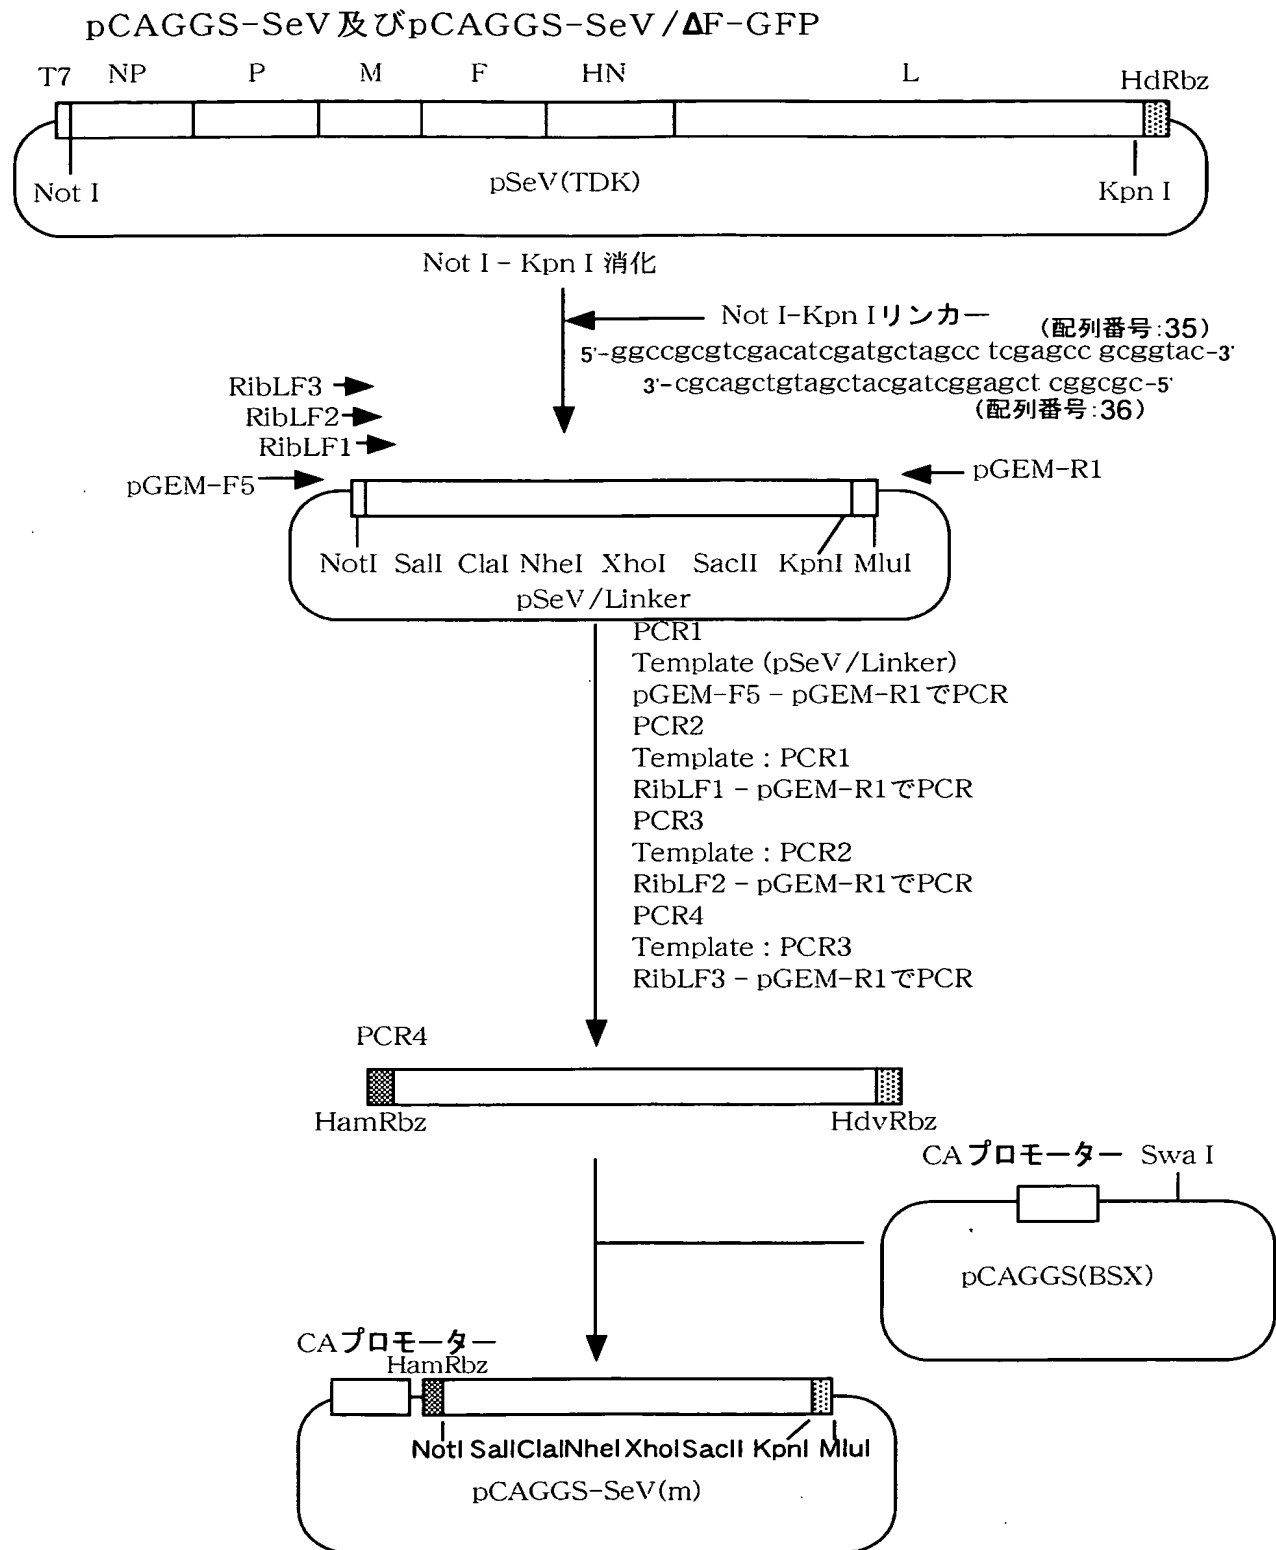 pCAGGS-SeV及びpCAGGS-SeV/ΔF-GFP
T7 NP P M F HN L HdRbz
Not I pSeV(TDK) Kpn I
Not I - Kpn I 消化
Not I-Kpn Iリンカー (配列番号:35)
5'-ggccgcgtcgacatcgatgctagcc tcgagcc gcggtac-3'
3'-cgcagctgtagctacgatcggagct cggcgc-5'
(配列番号:36)
RibLF3
RibLF2
RibLF1
pGEM-F5 pGEM-R1
NotI SalI ClaI NheI XhoI SacII KpnI MluI
pSeV/Linker
PCR1
Template (pSeV/Linker)
pGEM-F5 - pGEM-R1でPCR
PCR2
Template : PCR1
RibLF1 - pGEM-R1でPCR
PCR3
Template : PCR2
RibLF2 - pGEM-R1でPCR
PCR4
Template : PCR3
RibLF3 - pGEM-R1でPCR
PCR4
HamRbz HdvRbz
CAプロモーター Swa I
pCAGGS(BSX)
CAプロモーター
HamRbz
NotI SalIClaINheI XhoISacII KpnI MluI
pCAGGS-SeV(m)